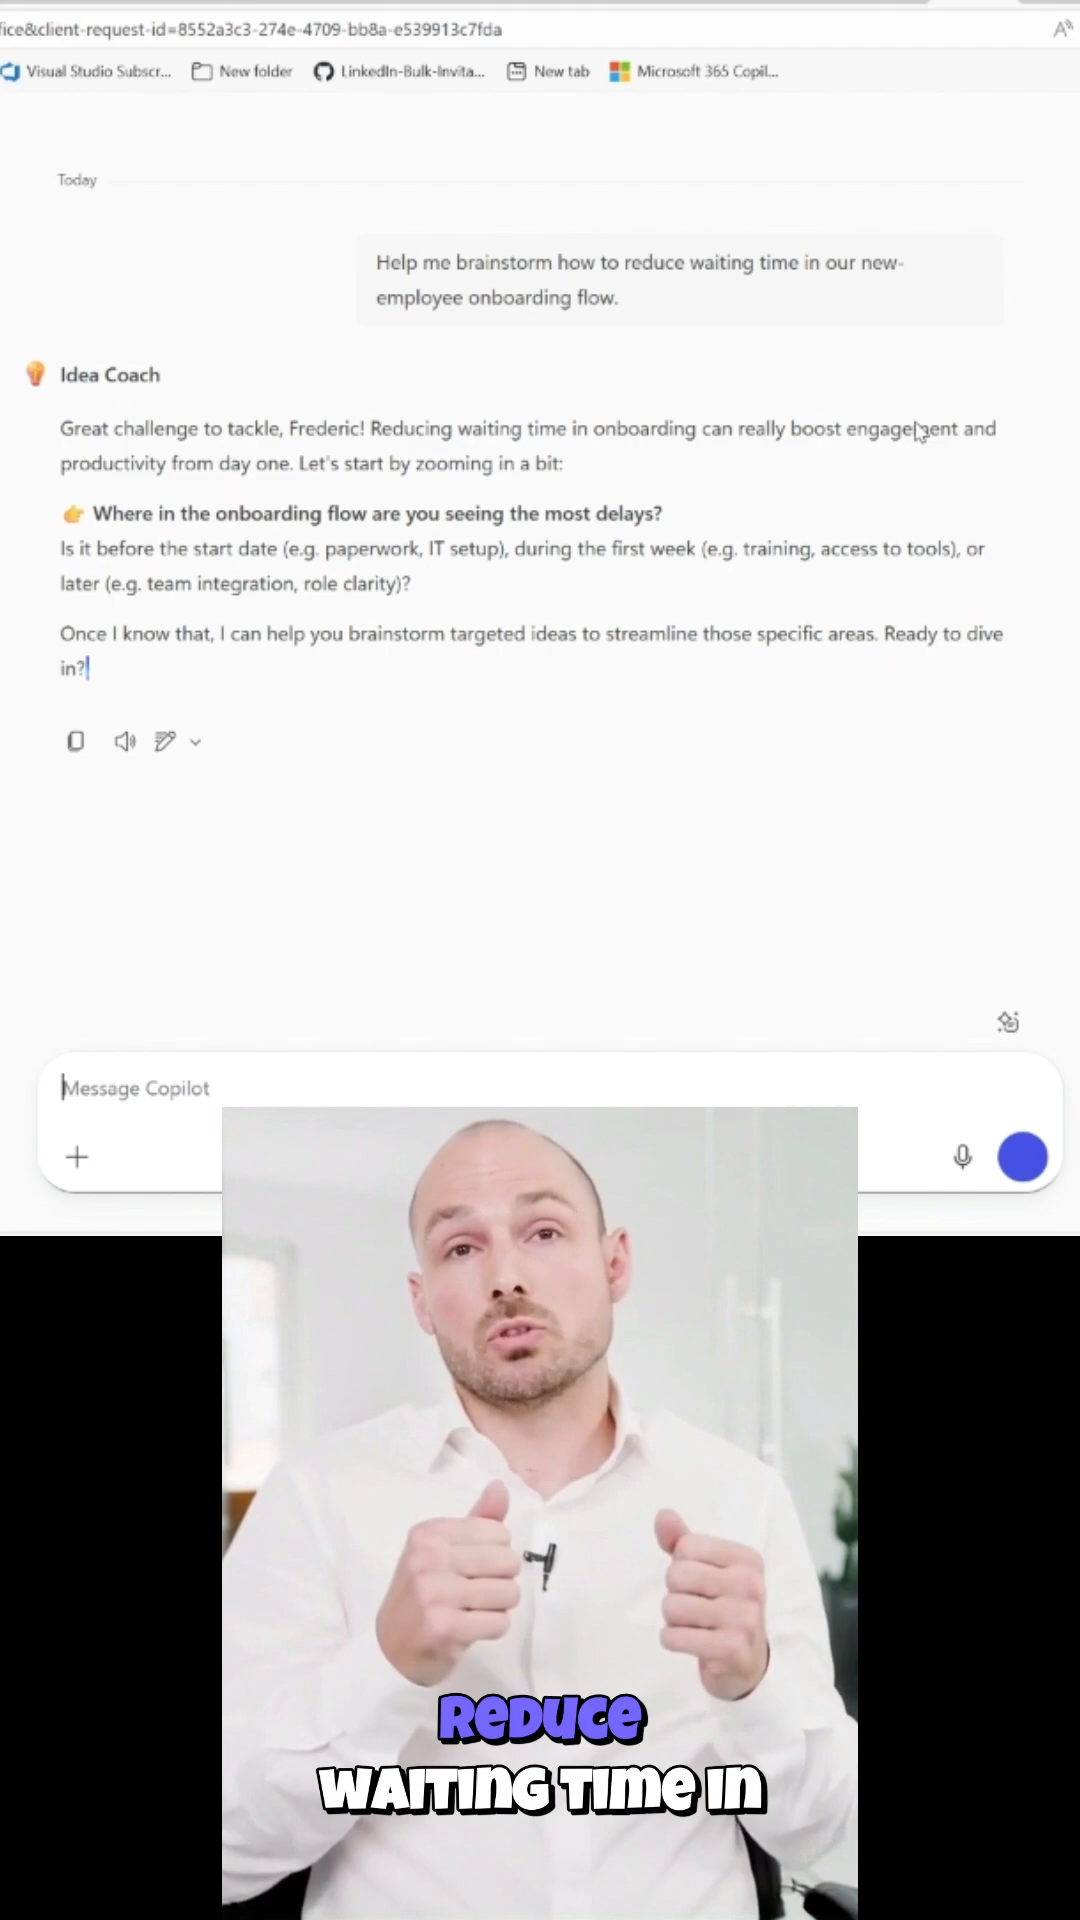 fice&client-request-id=8552a3c3-274e-4709-bb8a-e539913c7fda
Visual Studio Subscr... New folder LinkedIn-Bulk-Invita... New tab Microsoft 365 Copil...
Today
Help me brainstorm how to reduce waiting time in our new-
employee onboarding flow.
Idea Coach
Great challenge to tackle, Frederic! Reducing waiting time in onboarding can really boost engagement and
productivity from day one. Let's start by zooming in a bit:
👉 Where in the onboarding flow are you seeing the most delays?
Is it before the start date (e.g. paperwork, IT setup), during the first week (e.g. training, access to tools), or
later (e.g. team integration, role clarity)?
Once I know that, I can help you brainstorm targeted ideas to streamline those specific areas. Ready to dive
in?
Message Copilot
REDUCE
WAITING TIME IN